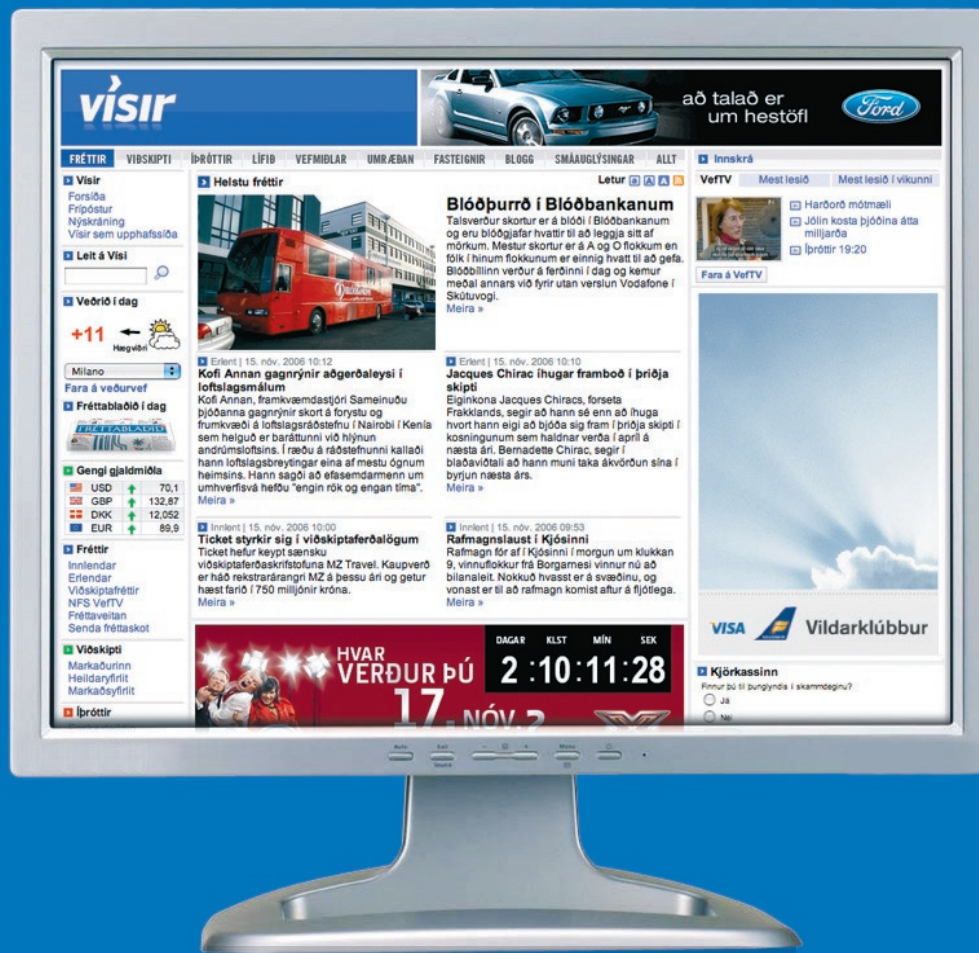 vísir
að talað er
um hestöfl
Ford
FRÉTTIR VIÐSKIPTI ÍÞRÓTTIR LÍFIÐ VEFMIÐLAR UMRÆÐAN FASTEIGNIR BLOGG SMÁAUGLÝSINGAR ALLT
Vísir
Forsíða
Frípóstur
Nýskráning
Vísir sem upphafssíða
Leit á Vísi
Veðrið í dag
+11
Hægviðri
Milano
Fara á veðurvef
Fréttablaðið í dag
FRÉTTABLAÐIÐ
Gengi gjaldmiðla
USD 70,1
GBP 132,87
DKK 12,052
EUR 89,9
Fréttir
Innlendar
Erlendar
Viðskiptafréttir
NFS VefTV
Fréttaveitan
Senda fréttaskot
Viðskipti
Markaðurinn
Heildaryfirlit
Markaðsyfirlit
Íþróttir
Helstu fréttir
Letur a A A
Blóðþurrð í Blóðbankanum
Talsverður skortur er á blóði í Blóðbankanum
og eru blóðgjafar hvattir til að leggja sitt af
mörkum. Mestur skortur er á A og O flokkum en
fólk í hinum flokkunum er einnig hvatt til að gefa.
Blóðbíllinn verður á ferðinni í dag og kemur
meðal annars við fyrir utan verslun Vodafone í
Skútuvogi.
Meira »
Erlent | 15. nóv. 2006 10:12
Kofi Annan gagnrýnir aðgerðaleysi í
loftslagsmálum
Kofi Annan, framkvæmdastjóri Sameinuðu
þjóðanna gagnrýnir skort á forystu og
frumkvæði á loftslagsráðstefnu í Nairobi í Kenía
sem helguð er baráttunni við hlýnun
andrúmsloftsins. Í ræðu á ráðstefnunni kallaði
hann loftslagsbreytingar eina af mestu ógnum
heimsins. Hann sagði að efasemdarmenn um
umhverfisvá hefðu "engin rök og engan tíma".
Meira »
Erlent | 15. nóv. 2006 10:10
Jacques Chirac íhugar framboð í þriðja
skipti
Eiginkona Jacques Chiracs, forseta
Frakklands, segir að hann sé enn að íhuga
hvort hann eigi að bjóða sig fram í þriðja skipti í
kosningunum sem haldnar verða í apríl á
næsta ári. Bernadette Chirac, segir í
blaðaviðtali að hann muni taka ákvörðun sína í
byrjun næsta árs.
Meira »
Innlent | 15. nóv. 2006 10:00
Ticket styrkir sig í viðskiptaferðalögum
Ticket hefur keypt sænsku
viðskiptaferðaskrifstofuna MZ Travel. Kaupverð
er háð rekstrarárangri MZ á þessu ári og getur
hæst farið í 750 milljónir króna.
Meira »
Innlent | 15. nóv. 2006 09:53
Rafmagnslaust í Kjósinni
Rafmagn fór af í Kjósinni í morgun um klukkan
9, vinnuflokkur frá Borgarnesi vinnur nú að
bilanaleit. Nokkuð hvasst er á svæðinu, og
vonast er til að rafmagn komist aftur á fljótlega.
Meira »
HVAR
VERÐUR ÞÚ
17. NÓV.?
DAGAR KLST MÍN SEK
2 :10:11:28
Innskrá
VefTV Mest lesið Mest lesið í vikunni
Harðorð mótmæli
Jólin kosta þjóðina átta
milljarða
Íþróttir 19:20
Fara á VefTV
VISA Vildarklúbbur
Kjörkassinn
Finnur þú til þunglyndis í skammdeginu?
Já
Nei
Auto Exit Menu